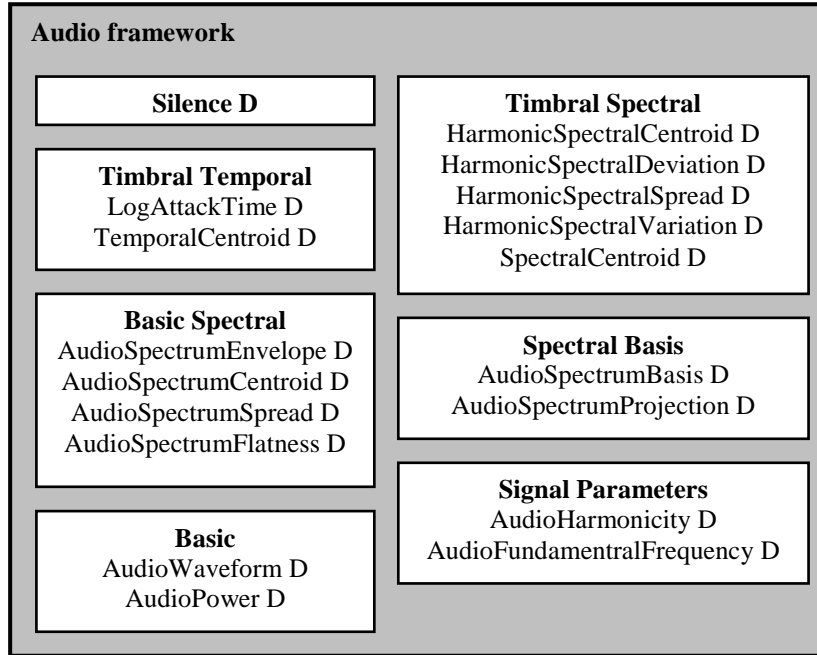 Audio framework
Silence D
Timbral Temporal
LogAttackTime D
TemporalCentroid D
Basic Spectral
AudioSpectrumEnvelope D
AudioSpectrumCentroid D
AudioSpectrumSpread D
AudioSpectrumFlatness D
Basic
AudioWaveform D
AudioPower D
Timbral Spectral
HarmonicSpectralCentroid D
HarmonicSpectralDeviation D
HarmonicSpectralSpread D
HarmonicSpectralVariation D
SpectralCentroid D
Spectral Basis
AudioSpectrumBasis D
AudioSpectrumProjection D
Signal Parameters
AudioHarmonicity D
AudioFundamentralFrequency D